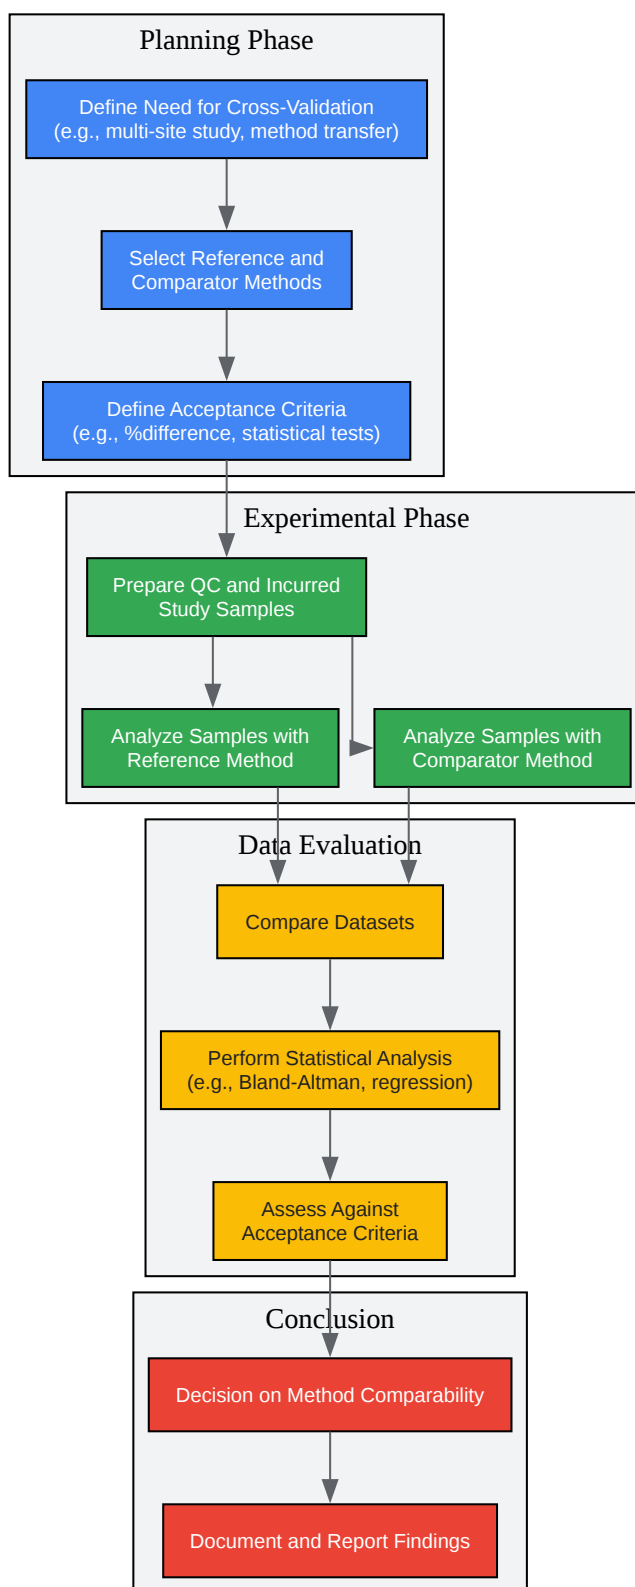 Planning Phase
Define Need for Cross-Validation
(e.g., multi-site study, method transfer)
Select Reference and
Comparator Methods
Define Acceptance Criteria
(e.g., %difference, statistical tests)
Experimental Phase
Prepare QC and Incurred
Study Samples
Analyze Samples with
Reference Method
Analyze Samples with
Comparator Method
Data Evaluation
Compare Datasets
Perform Statistical Analysis
(e.g., Bland-Altman, regression)
Assess Against
Acceptance Criteria
Conclusion
Decision on Method Comparability
Document and Report Findings